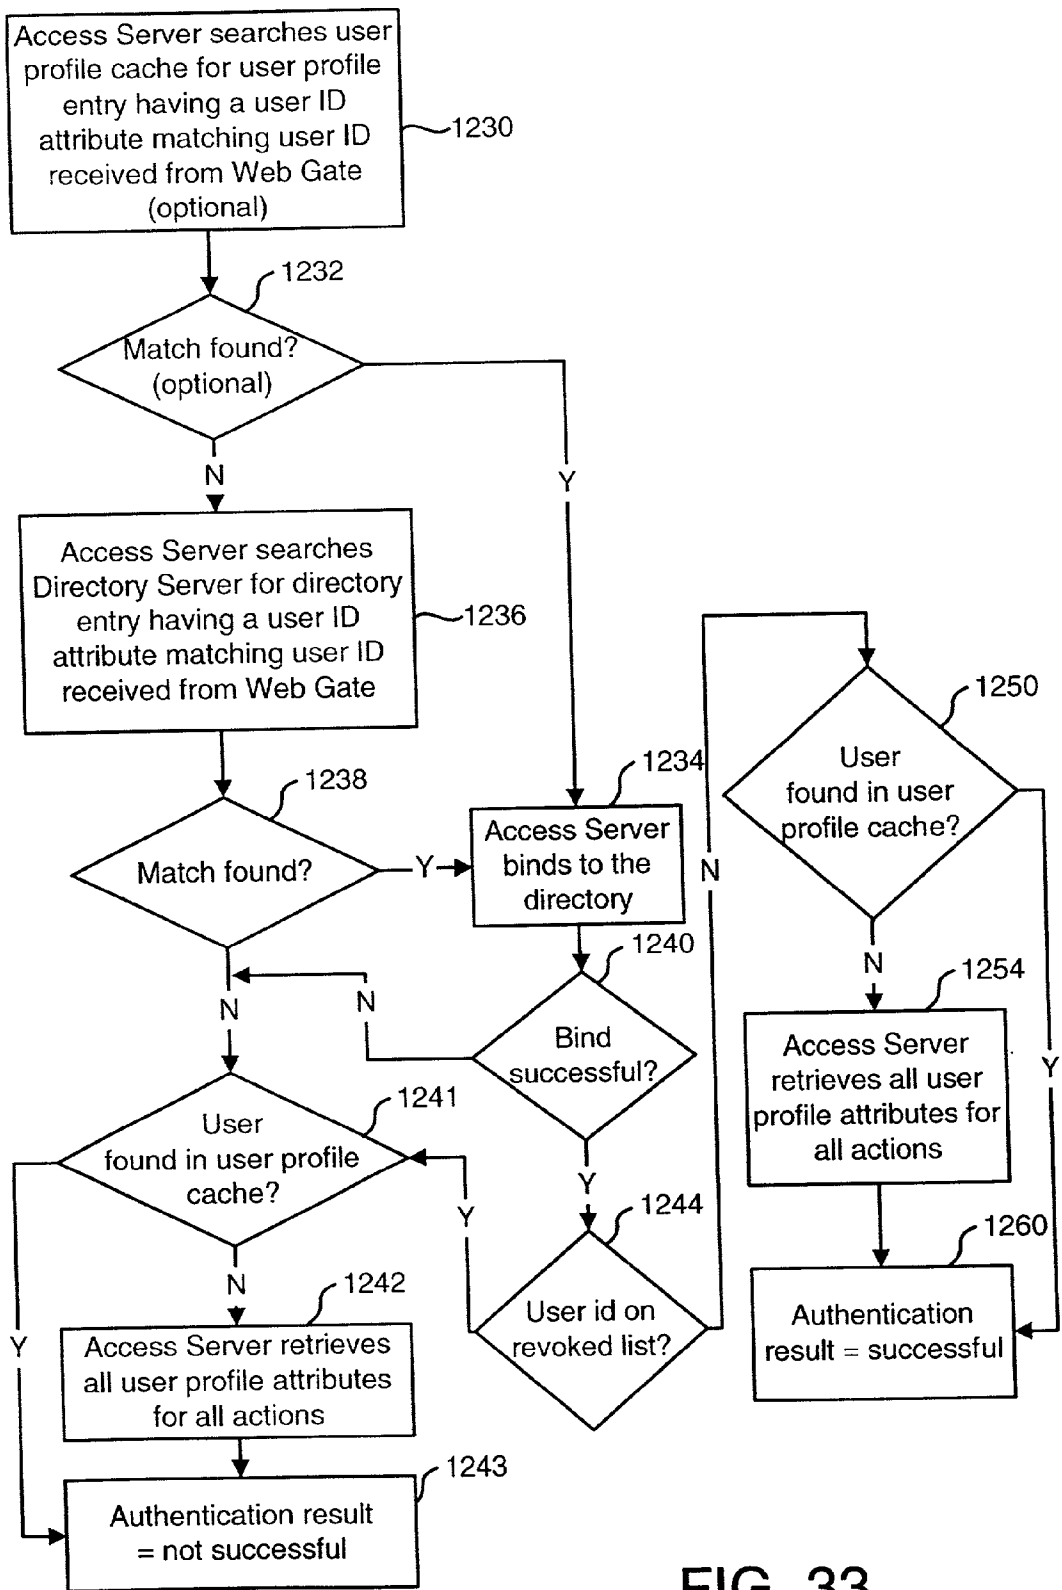 Access Server searches user
profile cache for user profile
entry having a user ID
attribute matching user ID
received from Web Gate
(optional)
1230
1232
Match found?
(optional)
N
Y
Access Server searches
Directory Server for directory
entry having a user ID
attribute matching user ID
received from Web Gate
1236
1238
Match found?
Y
1234
Access Server
binds to the
directory
N
1240
Bind
successful?
N
Y
1241
User
found in user profile
cache?
N
Y
1242
Access Server retrieves
all user profile attributes
for all actions
1243
Authentication result
= not successful
1244
User id on
revoked list?
Y
N
1250
User
found in user
profile cache?
N
Y
1254
Access Server
retrieves all user
profile attributes for
all actions
1260
Authentication
result = successful
FIG. 33